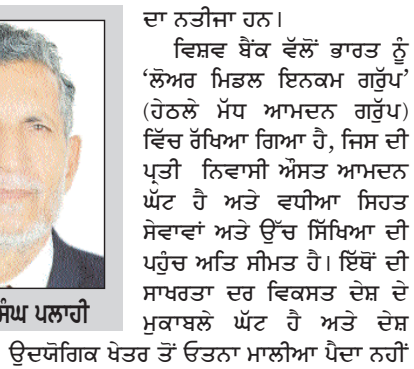 ਦਾ ਨਤੀਜਾ ਹਨ।
ਵਿਸ਼ਵ ਬੈਂਕ ਵੱਲੋਂ ਭਾਰਤ ਨੂੰ
‘ਲੋਅਰ ਮਿਡਲ ਇਨਕਮ ਗਰੁੱਪ’
(ਹੇਠਲੇ ਮੱਧ ਆਮਦਨ ਗਰੁੱਪ)
ਵਿੱਚ ਰੱਖਿਆ ਗਿਆ ਹੈ, ਜਿਸ ਦੀ
ਪ੍ਰਤੀ ਨਿਵਾਸੀ ਔਸਤ ਆਮਦਨ
ਘੱਟ ਹੈ ਅਤੇ ਵਧੀਆ ਸਿਹਤ
ਸੇਵਾਵਾਂ ਅਤੇ ਉੱਚ ਸਿੱਖਿਆ ਦੀ
ਪਹੁੰਚ ਅਤਿ ਸੀਮਤ ਹੈ। ਇੱਥੋਂ ਦੀ
ਸਾਖਰਤਾ ਦਰ ਵਿਕਸਤ ਦੇਸ਼ ਦੇ
ਮੁਕਾਬਲੇ ਘੱਟ ਹੈ ਅਤੇ ਦੇਸ਼
ਉਦਯੋਗਿਕ ਖੇਤਰ ਤੋਂ ਓਤਨਾ ਮਾਲੀਆ ਪੈਦਾ ਨਹੀਂ
ਪਲਾਹੀ